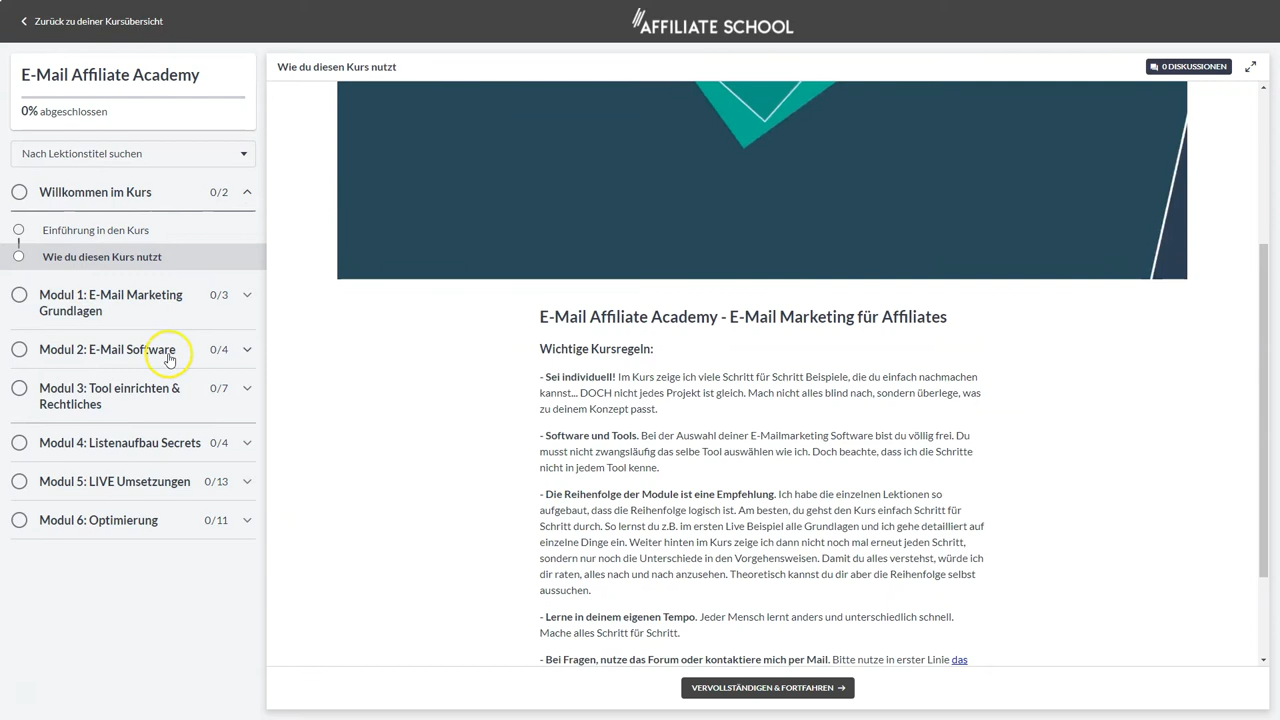 Zurück zu deiner Kursübersicht
AFFILIATE SCHOOL
E-Mail Affiliate Academy
0% abgeschlossen
Nach Lektionstitel suchen
Willkommen im Kurs 0/2
Einführung in den Kurs
Wie du diesen Kurs nutzt
Modul 1: E-Mail Marketing 0/3
Grundlagen
Modul 2: E-Mail Software 0/4
Modul 3: Tool einrichten & 0/7
Rechtliches
Modul 4: Listenaufbau Secrets 0/4
Modul 5: LIVE Umsetzungen 0/13
Modul 6: Optimierung 0/11
Wie du diesen Kurs nutzt
0 DISKUSSIONEN
E-Mail Affiliate Academy - E-Mail Marketing für Affiliates
Wichtige Kursregeln:
- Sei individuell! Im Kurs zeige ich viele Schritt für Schritt Beispiele, die du einfach nachmachen
kannst... DOCH nicht jedes Projekt ist gleich. Mach nicht alles blind nach, sondern überlege, was
zu deinem Konzept passt.
- Software und Tools. Bei der Auswahl deiner E-Mailmarketing Software bist du völlig frei. Du
musst nicht zwangsläufig das selbe Tool auswählen wie ich. Doch beachte, dass ich die Schritte
nicht in jedem Tool kenne.
- Die Reihenfolge der Module ist eine Empfehlung. Ich habe die einzelnen Lektionen so
aufgebaut, dass die Reihenfolge logisch ist. Am besten, du gehst den Kurs einfach Schritt für
Schritt durch. So lernst du z.B. im ersten Live Beispiel alle Grundlagen und ich gehe detailliert auf
einzelne Dinge ein. Weiter hinten im Kurs zeige ich dann nicht noch mal erneut jeden Schritt,
sondern nur noch die Unterschiede in den Vorgehensweisen. Damit du alles verstehst, würde ich
dir raten, alles nach und nach anzusehen. Theoretisch kannst du dir aber die Reihenfolge selbst
aussuchen.
- Lerne in deinem eigenen Tempo. Jeder Mensch lernt anders und unterschiedlich schnell.
Mache alles Schritt für Schritt.
- Bei Fragen, nutze das Forum oder kontaktiere mich per Mail. Bitte nutze in erster Linie das
VERVOLLSTÄNDIGEN & FORTFAHREN